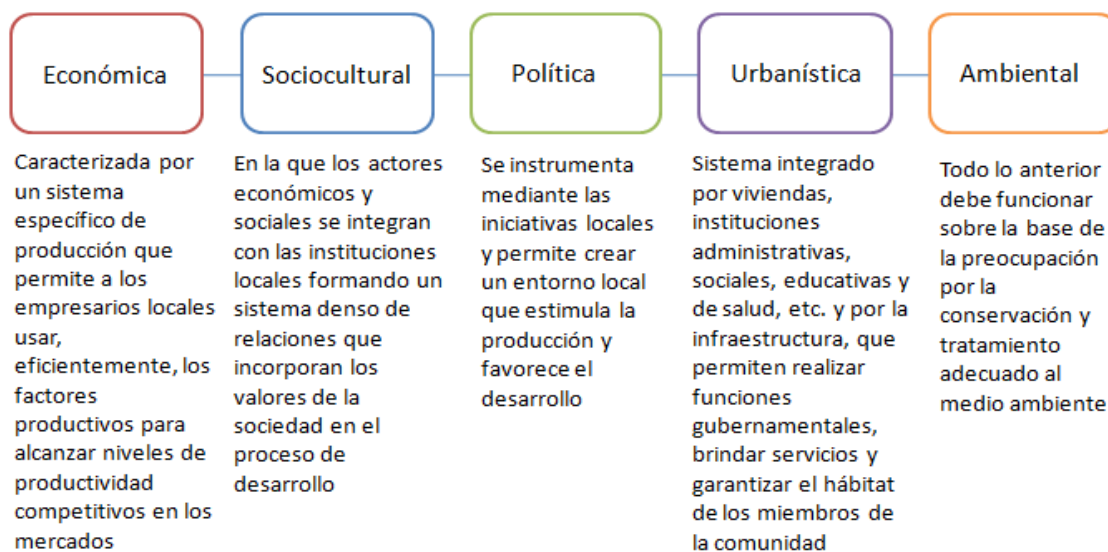 Económica
Caracterizada por
un sistema
específico de
producción que
permite a los
empresarios locales
usar,
eficientemente, los
factores
productivos para
alcanzar niveles de
productividad
competitivos en los
mercados
Sociocultural
En la que los actores
económicos y
sociales se integran
con las instituciones
locales formando un
sistema denso de
relaciones que
incorporan los
valores de la
sociedad en el
proceso de
desarrollo
Política
Se instrumenta
mediante las
iniciativas locales
y permite crear
un entorno local
que estimula la
producción y
favorece el
desarrollo
Urbanística
Sistema integrado
por viviendas,
instituciones
administrativas,
sociales, educativas y
de salud, etc. y por la
infraestructura, que
permiten realizar
funciones
gubernamentales,
brindar servicios y
garantizar el hábitat
de los miembros de
la comunidad
Ambiental
Todo lo anterior
debe funcionar
sobre la base de
la preocupación
por la
conservación y
tratamiento
adecuado al
medio ambiente